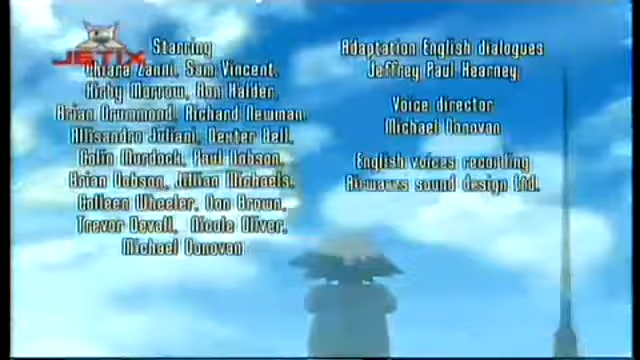 JETIX
Starring
Chiara Zanni, Sam Vincent,
Kirby Morrow, Ron Halder,
Brian Drummond, Richard Newman,
Allisandro Juliani, Dexter Bell,
Colin Murdock, Paul Dobson,
Brian Dobson, Jillian Michaels,
Colleen Wheeler, Don Brown,
Trevor Devall, Nicole Oliver,
Michael Donovan
Adaptation English dialogues
Jeffrey Paul Kearney
Voice director
Michael Donovan
English voices recording
Airwaves sound design Ltd.